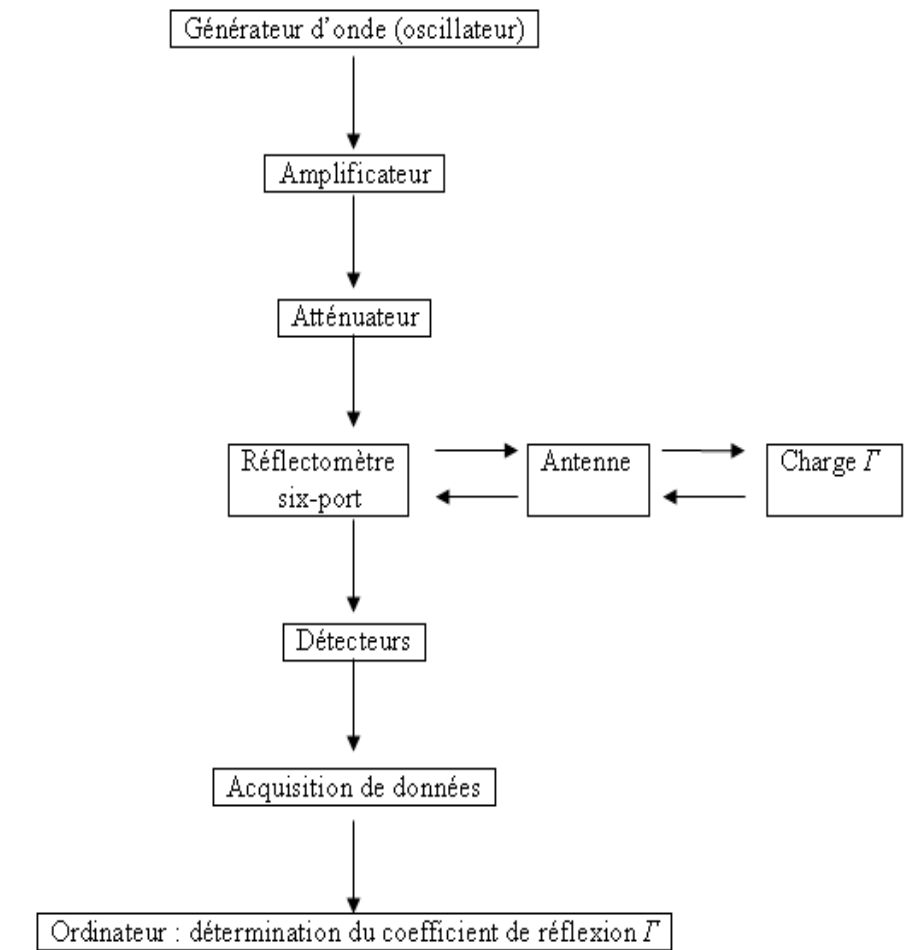 Générateur d’onde (oscillateur)
Amplificateur
Atténuateur
Réflectomètre
six-port
Antenne
Charge Γ
Détecteurs
Acquisition de données
Ordinateur : détermination du coefficient de réflexion Γ